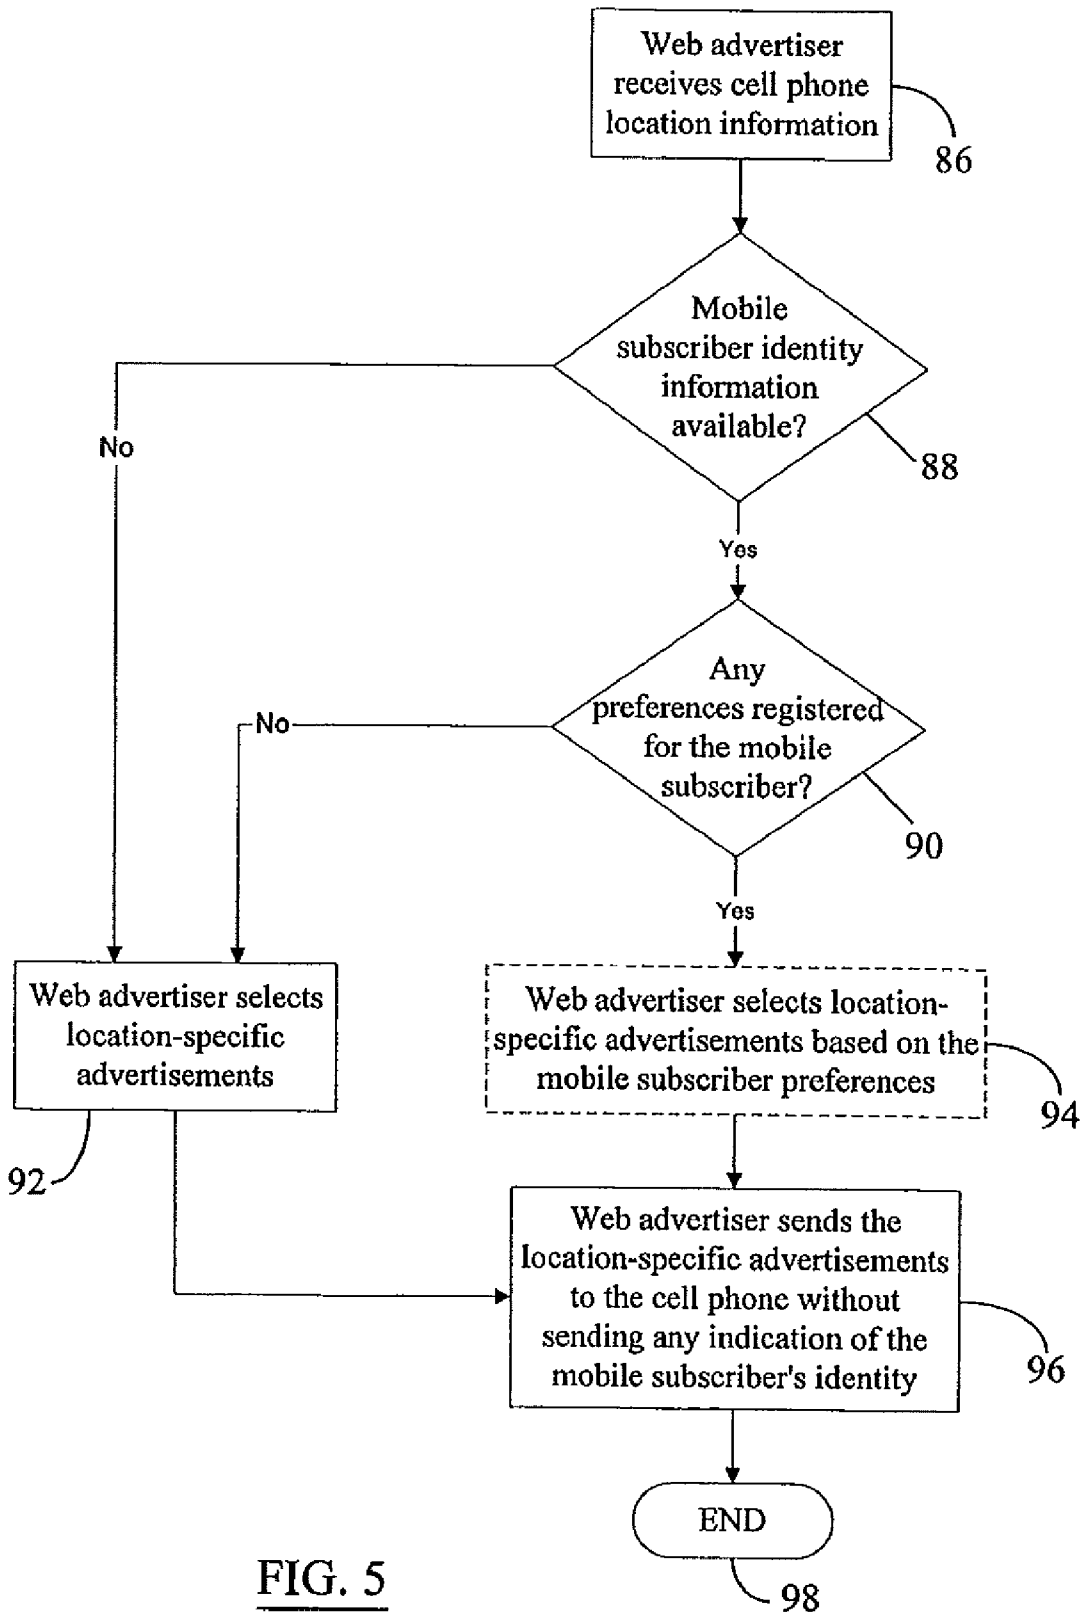 Web advertiser
receives cell phone
location information
86
Mobile
subscriber identity
information
available?
88
No
Yes
Any
preferences registered
for the mobile
subscriber?
90
No
Yes
Web advertiser selects
location-specific
advertisements
92
Web advertiser selects location-
specific advertisements based on the
mobile subscriber preferences
94
Web advertiser sends the
location-specific advertisements
to the cell phone without
sending any indication of the
mobile subscriber's identity
96
END
98
FIG. 5